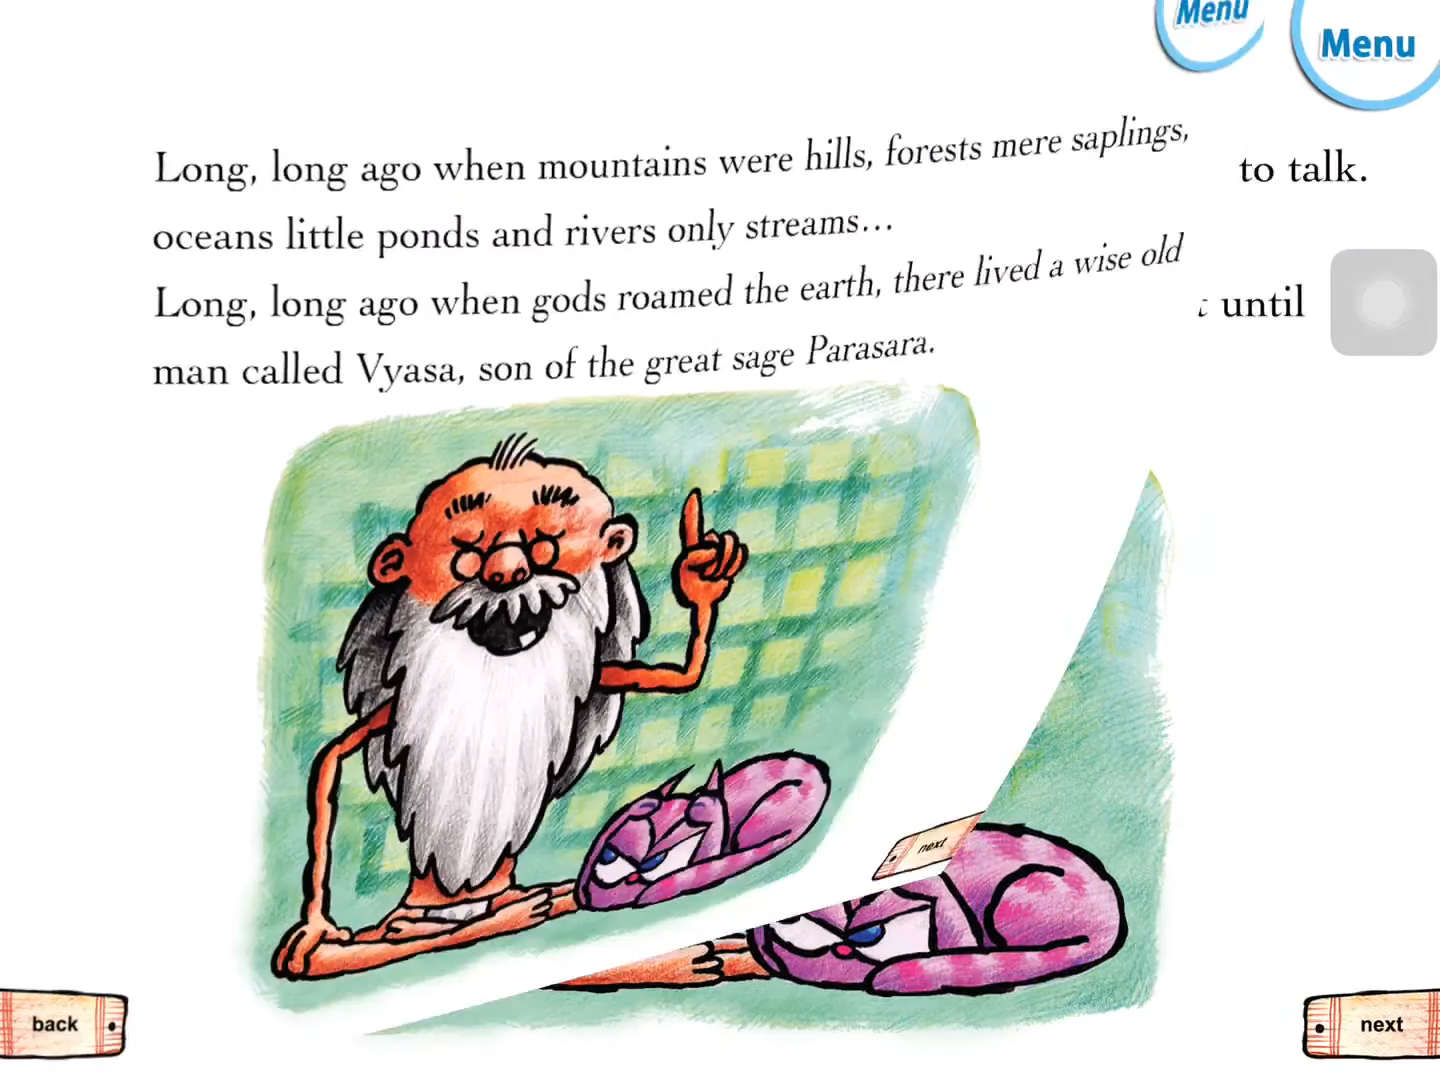 Menu
Menu
Long, long ago when mountains were hills, forests mere saplings,
to talk.
oceans little ponds and rivers only streams...
Long, long ago when gods roamed the earth, there lived a wise old
until
man called Vyasa, son of the great sage Parasara.
next
back
next